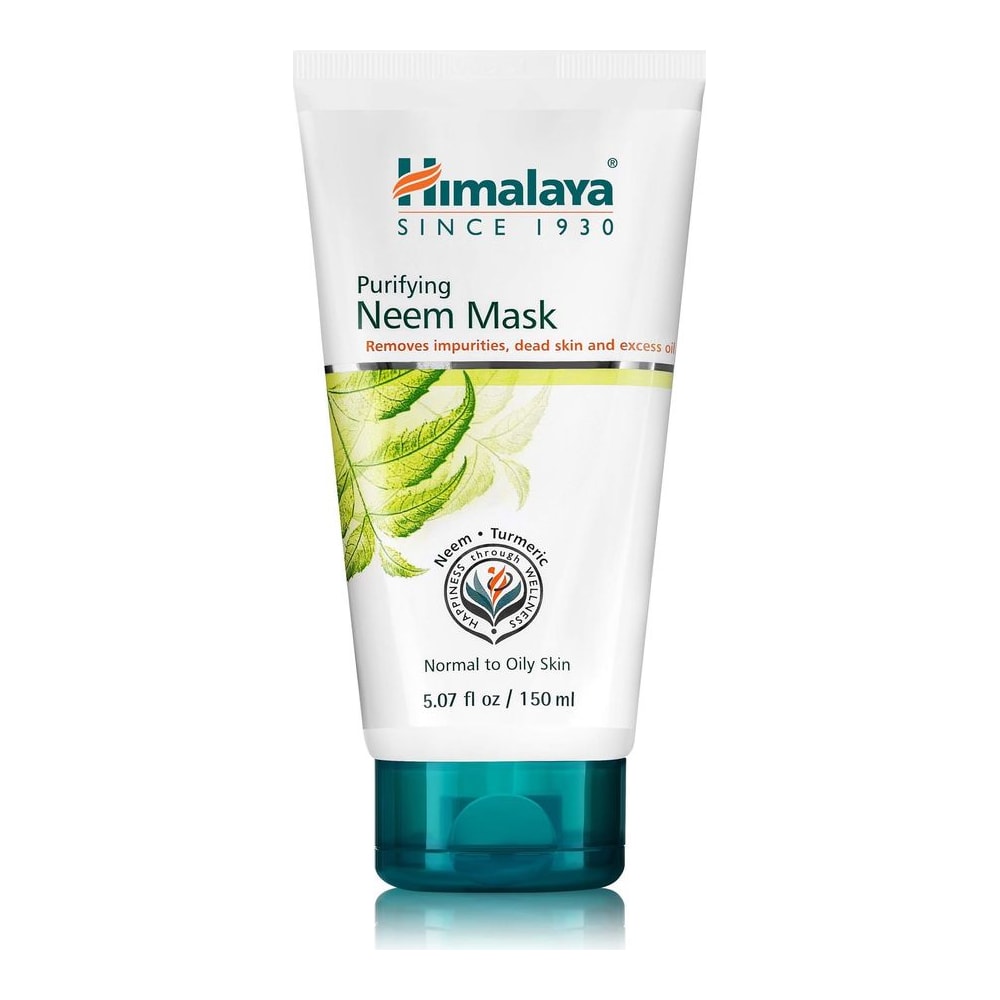 Himalaya®
SINCE 1930
Purifying
Neem Mask
Removes impurities, dead skin and excess oil
Neem • Turmeric
HAPPINESS through WELLNESS
Normal to Oily Skin
5.07 fl oz / 150 ml